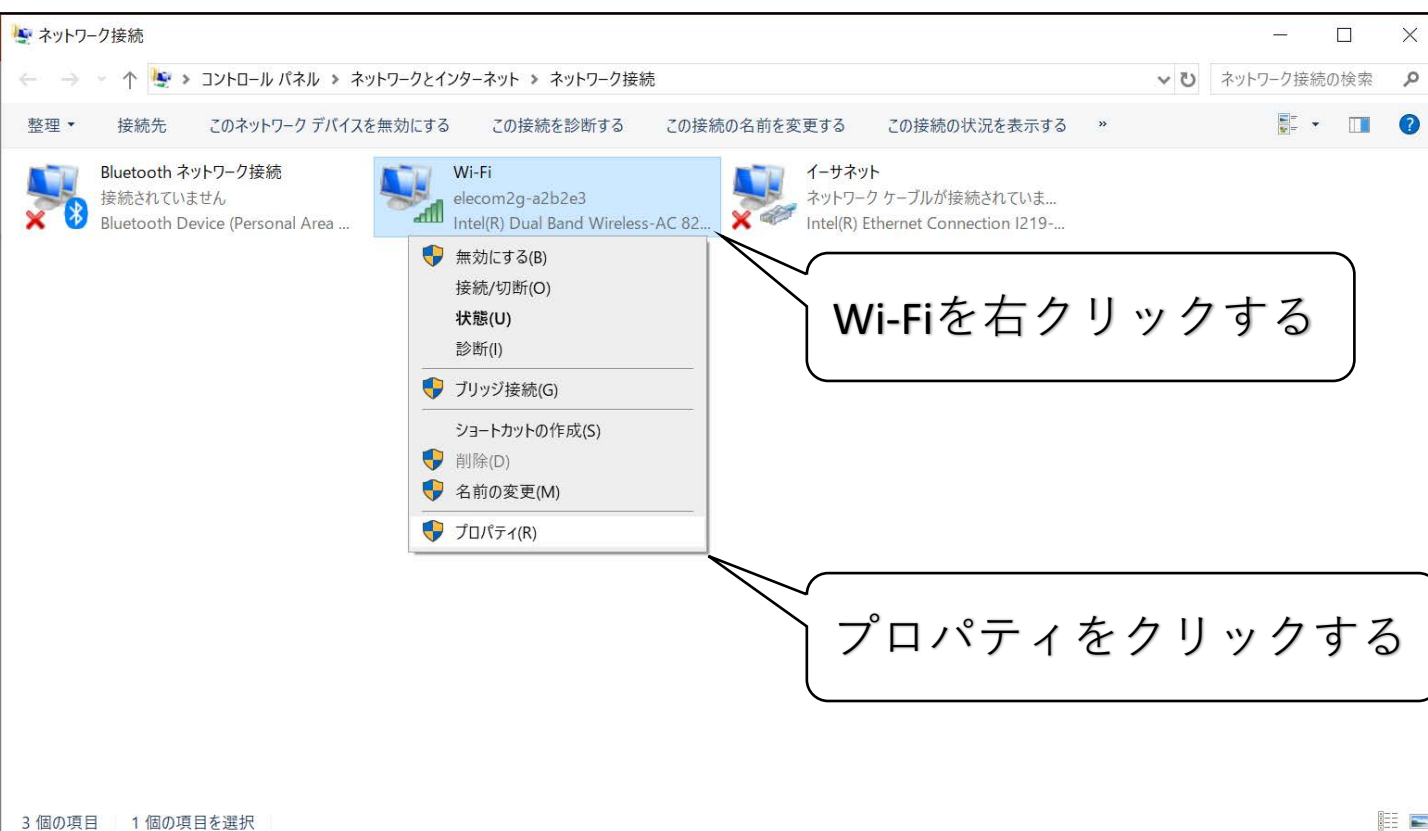 ネットワーク接続
コントロール パネル › ネットワークとインターネット › ネットワーク接続
ネットワーク接続の検索
整理 接続先 このネットワーク デバイスを無効にする この接続を診断する この接続の名前を変更する この接続の状況を表示する »
Bluetooth ネットワーク接続
接続されていません
Bluetooth Device (Personal Area ...
Wi-Fi
elecom2g-a2b2e3
Intel(R) Dual Band Wireless-AC 82...
イーサネット
ネットワーク ケーブルが接続されていま...
Intel(R) Ethernet Connection I219-...
無効にする(B)
接続/切断(O)
状態(U)
診断(I)
ブリッジ接続(G)
ショートカットの作成(S)
削除(D)
名前の変更(M)
プロパティ(R)
Wi-Fiを右クリックする
プロパティをクリックする
3 個の項目 1 個の項目を選択